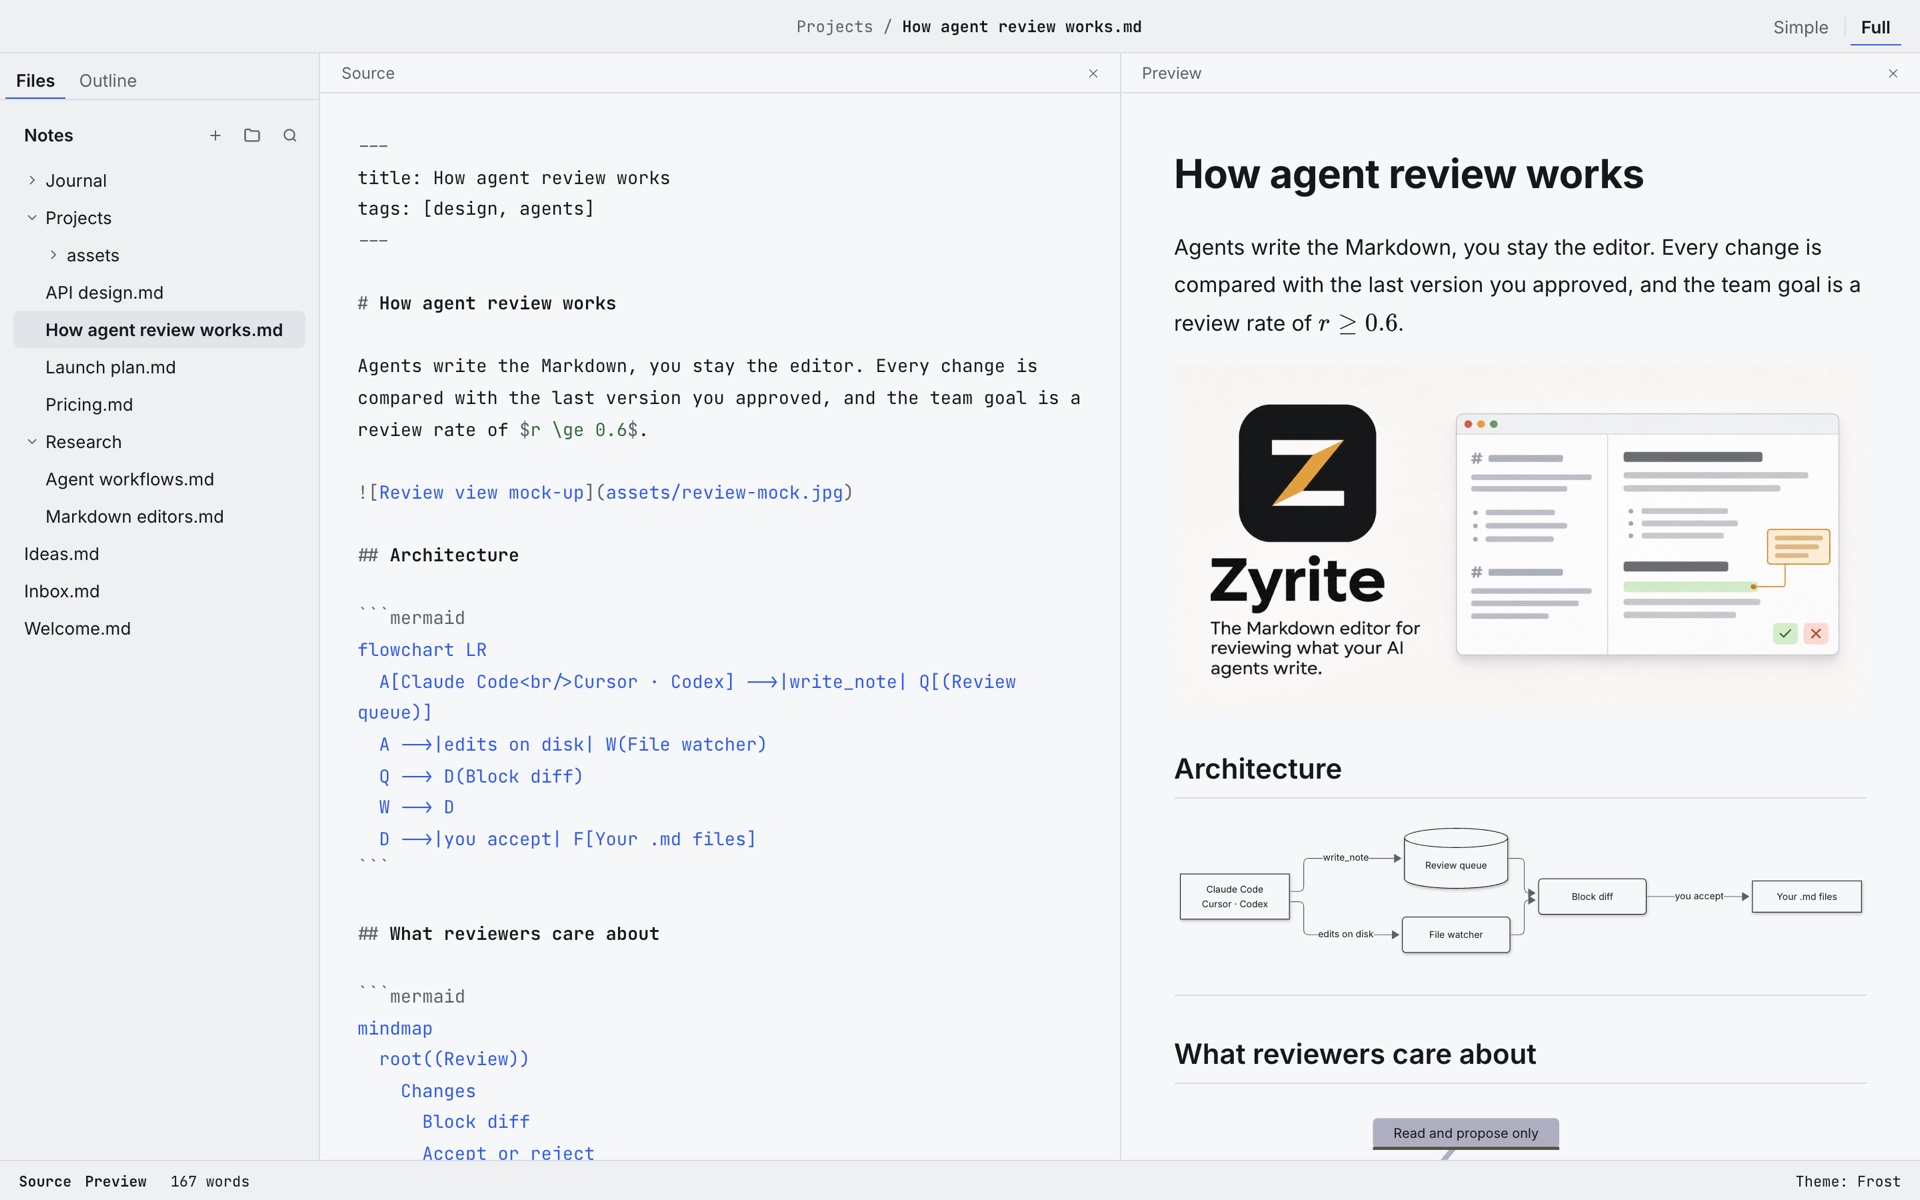 Projects / How agent review works.md
Simple
Full
Files
Outline
Notes
Journal
Projects
assets
API design.md
How agent review works.md
Launch plan.md
Pricing.md
Research
Agent workflows.md
Markdown editors.md
Ideas.md
Inbox.md
Welcome.md
Source
---
title: How agent review works
tags: [design, agents]
---
# How agent review works
Agents write the Markdown, you stay the editor. Every change is
compared with the last version you approved, and the team goal is a
review rate of $r \ge 0.6$.
![Review view mock-up](assets/review-mock.jpg)
## Architecture
```mermaid
flowchart LR
A[Claude Code<br/>Cursor · Codex] -->|write_note| Q[(Review
queue)]
A -->|edits on disk| W(File watcher)
Q --> D(Block diff)
W --> D
D -->|you accept| F[Your .md files]
```
## What reviewers care about
```mermaid
mindmap
root((Review))
Changes
Block diff
Accept or reject
Preview
How agent review works
Agents write the Markdown, you stay the editor. Every change is
compared with the last version you approved, and the team goal is a
review rate of r ≥ 0.6.
Z
Zyrite
The Markdown editor for
reviewing what your AI
agents write.
#
#
Architecture
Claude Code
Cursor · Codex
write_note
Review queue
edits on disk
File watcher
Block diff
you accept
Your .md files
What reviewers care about
Read and propose only
Source
Preview
167 words
Theme: Frost